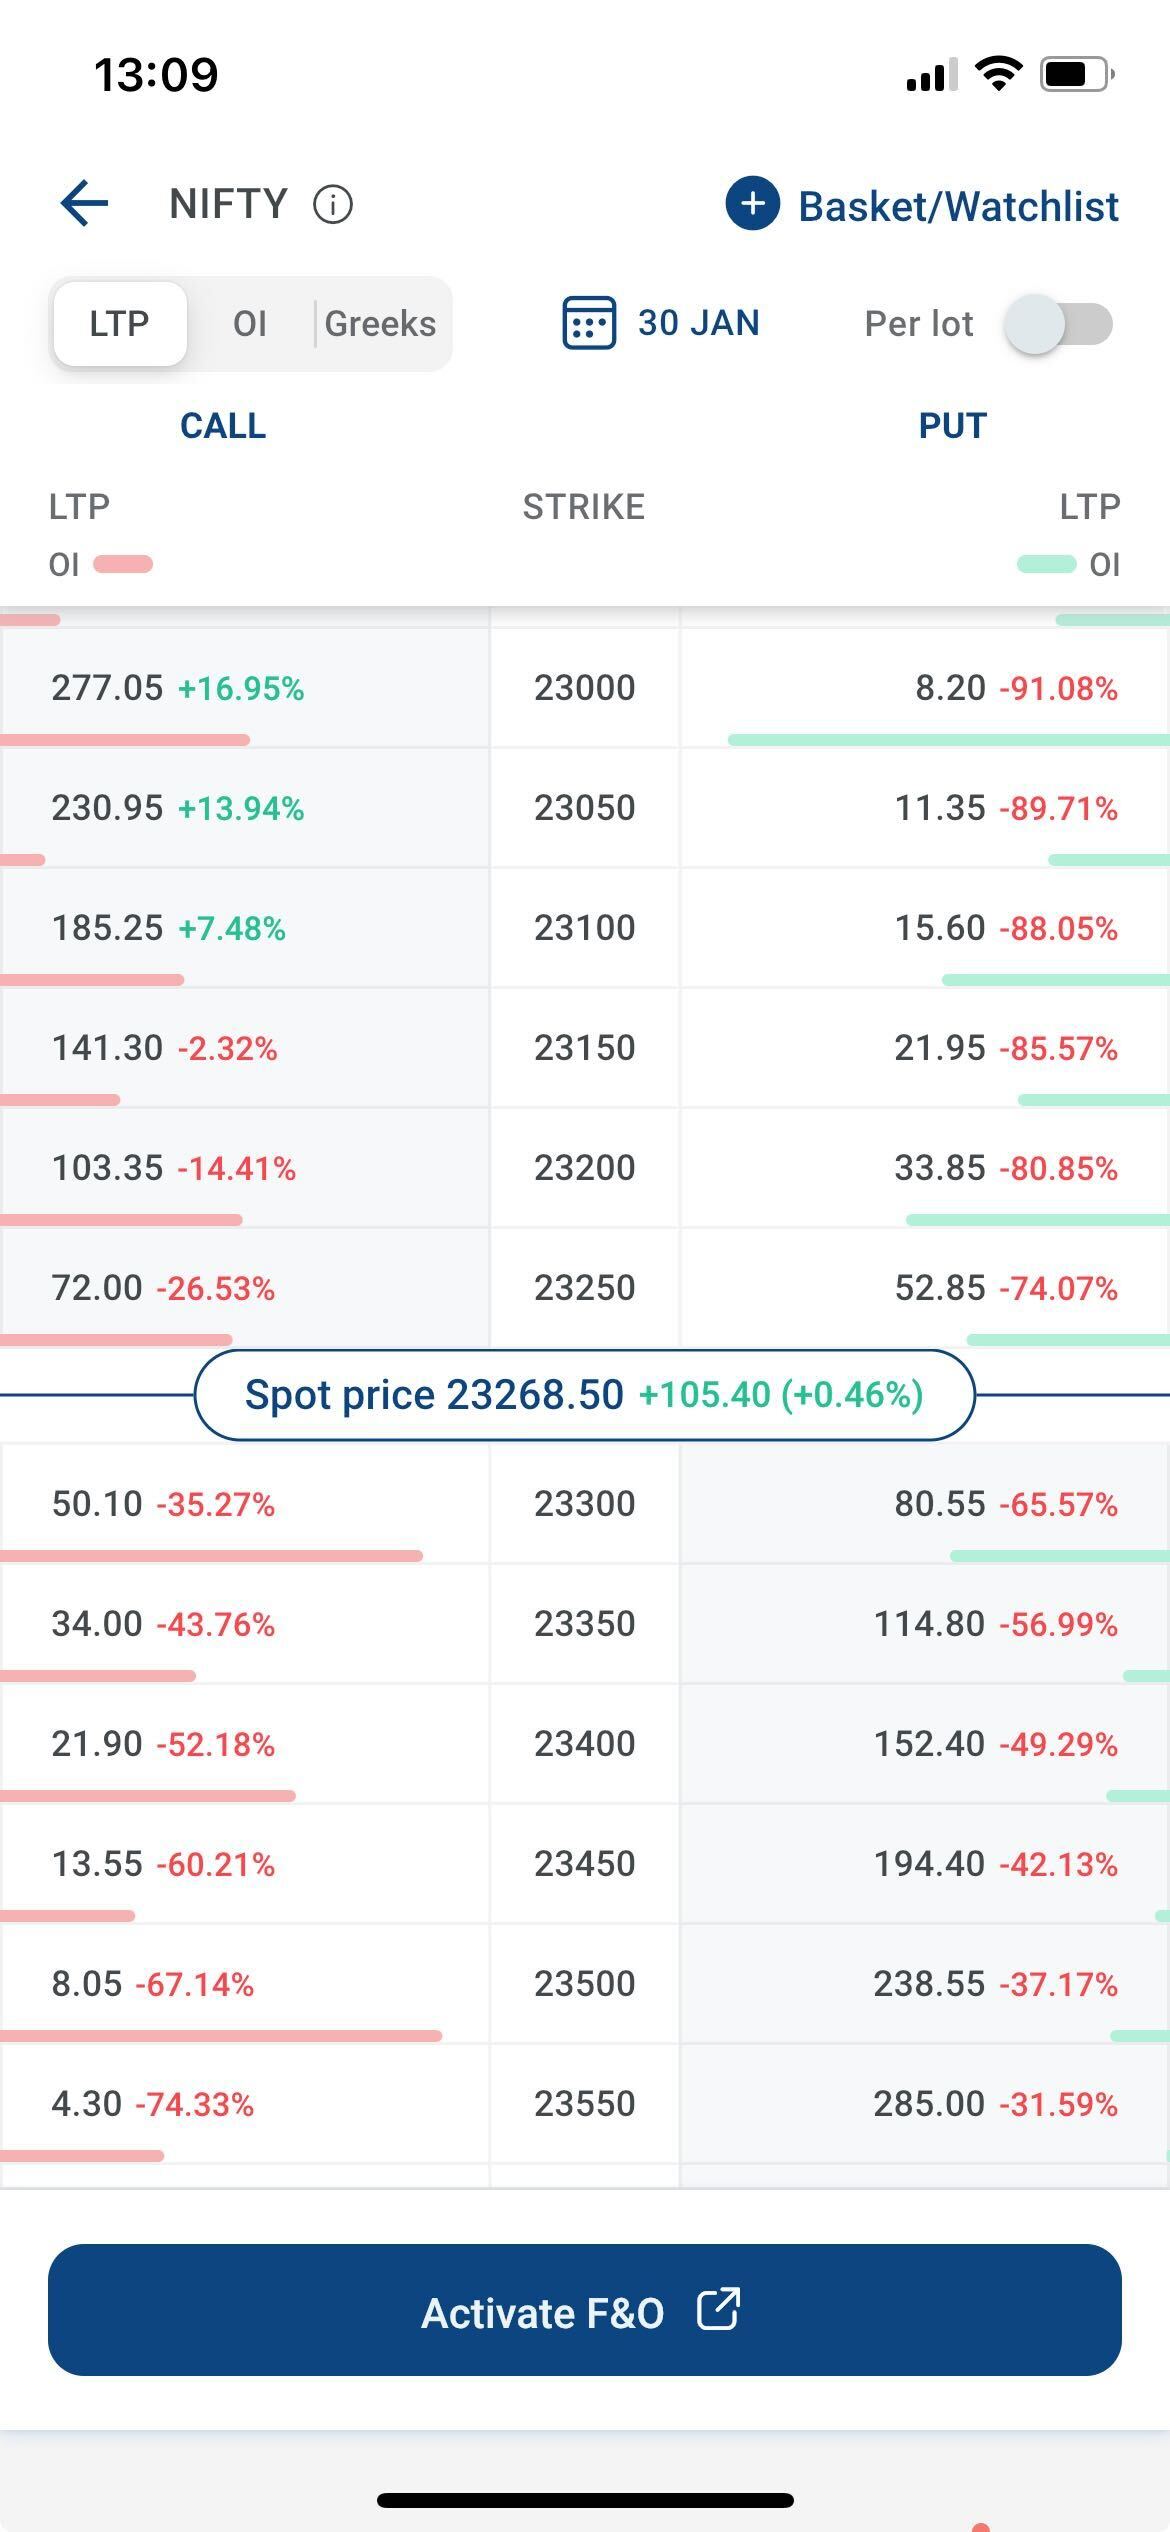 13:09
NIFTY Basket/Watchlist
LTP OI Greeks 30 JAN Per lot
CALL PUT
LTP STRIKE LTP
OI OI
277.05 +16.95% 23000 8.20 -91.08%
230.95 +13.94% 23050 11.35 -89.71%
185.25 +7.48% 23100 15.60 -88.05%
141.30 -2.32% 23150 21.95 -85.57%
103.35 -14.41% 23200 33.85 -80.85%
72.00 -26.53% 23250 52.85 -74.07%
Spot price 23268.50 +105.40 (+0.46%)
50.10 -35.27% 23300 80.55 -65.57%
34.00 -43.76% 23350 114.80 -56.99%
21.90 -52.18% 23400 152.40 -49.29%
13.55 -60.21% 23450 194.40 -42.13%
8.05 -67.14% 23500 238.55 -37.17%
4.30 -74.33% 23550 285.00 -31.59%
Activate F&O